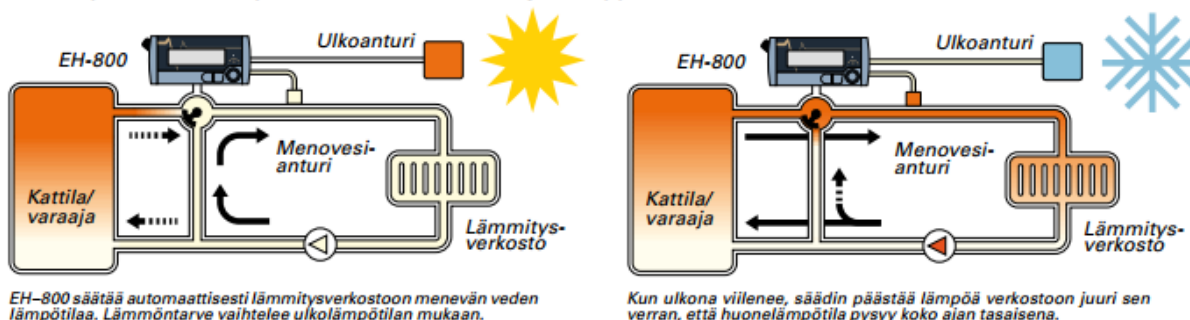 EH-800
Ulkoanturi
Menovesi-
anturi
Kattila/
varaaja
Lämmitys-
verkosto
EH–800 säätää automaattisesti lämmitysverkostoon menevän veden
lämpötilaa. Lämmöntarve vaihtelee ulkolämpötilan mukaan.
EH-800
Ulkoanturi
Menovesi-
anturi
Kattila/
varaaja
Lämmitys-
verkosto
Kun ulkona viilenee, säädin päästää lämpöä verkostoon juuri sen
verran, että huonelämpötila pysyy koko ajan tasaisena.